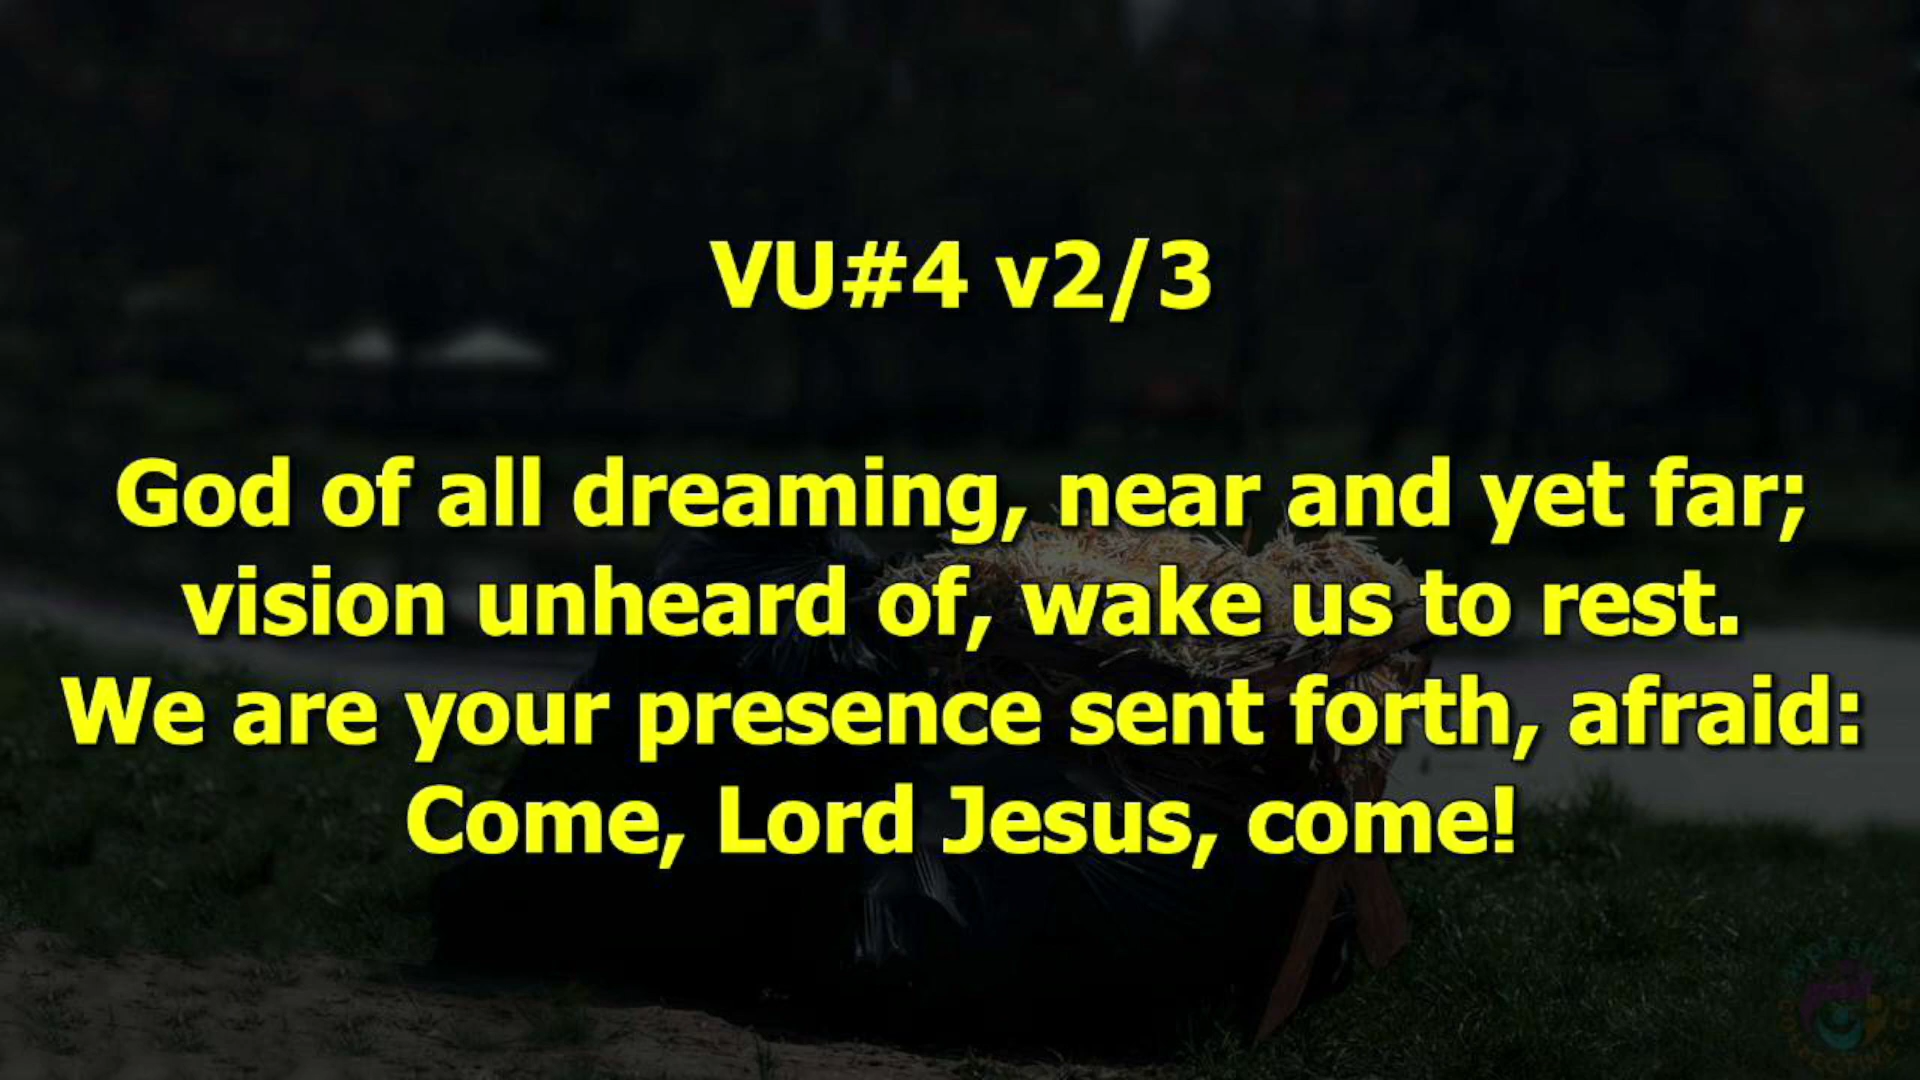 VU#4 v2/3
God of all dreaming, near and yet far;
vision unheard of, wake us to rest.
We are your presence sent forth, afraid:
Come, Lord Jesus, come!